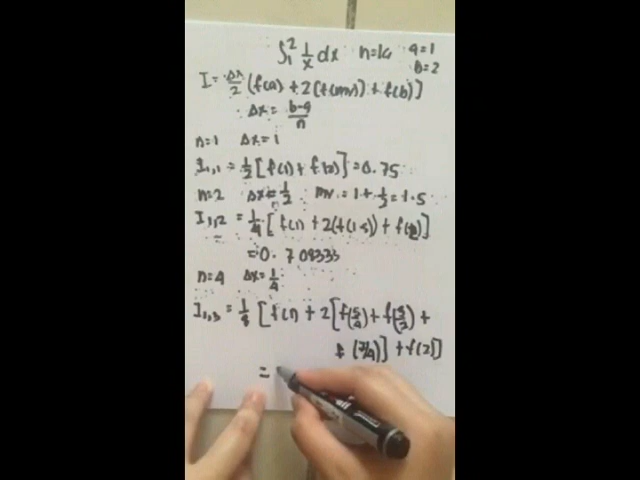 ∫₁² 1/x dx n=16 a=1
b=2
I = Δx/2 (f(a) + 2[f(mv)] + f(b)]
Δx = b-a/n
n=1 Δx=1
I₁,₁ = 1/2 [f(1) + f(2)] = 0.75
n=2 Δx=1/2 mv = 1 + 1/2 = 1.5
I₁,₂ = 1/4 [f(1) + 2(f(1.5)) + f(2)]
= 0.708333
n=4 Δx=1/4
I₁,₃ = 1/8 [f(1) + 2[f(5/4) + f(3/2) +
f(7/4)] + f(2)]
=